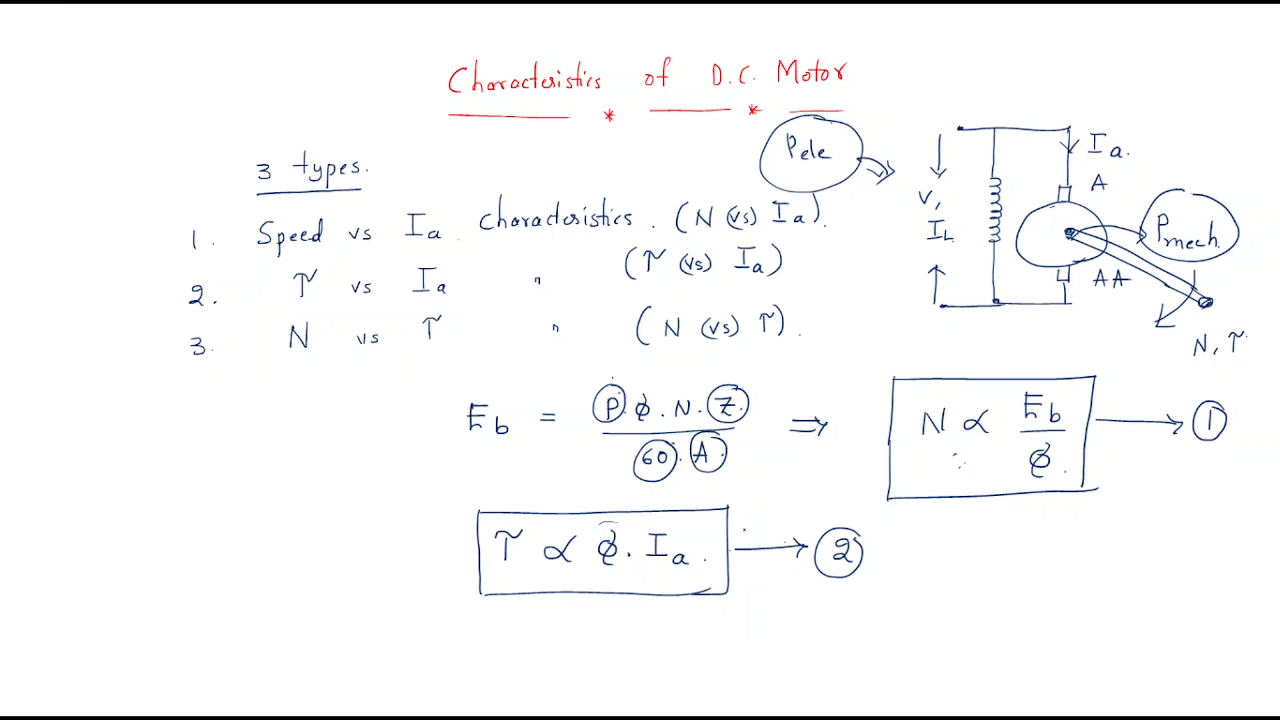 Characteristics of D.C. Motor
3 types.
1. Speed vs Ia characteristics. (N (vs) Ia).
2. τ vs Ia " (τ (vs) Ia)
3. N vs τ " (N (vs) τ).
Pele
V, IL
Ia.
A
AA
Pmech.
N, τ
Eb = P.φ.N.Z. / 60.A. ⇒ N ∝ Eb / φ. → 1
τ ∝ φ.Ia. → 2